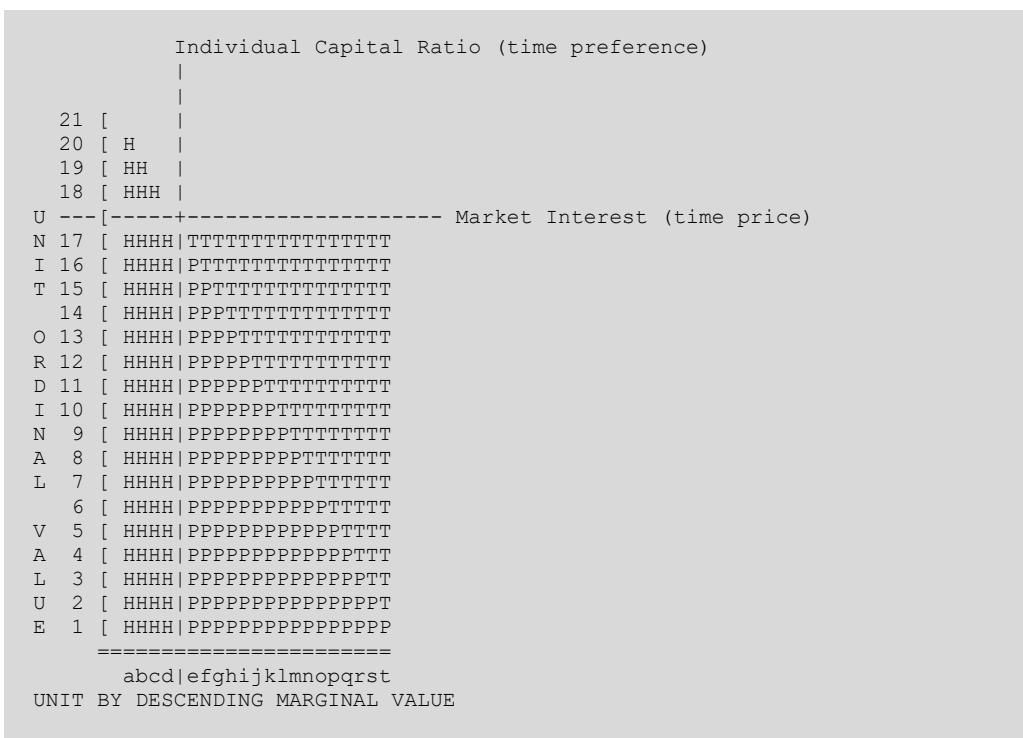 Individual Capital Ratio (time preference)
           |
           |
  21 [     |
  20 [ H   |
  19 [ HH  |
  18 [ HHH |
U ---[-----+-------------------- Market Interest (time price)
N 17 [ HHHH|TTTTTTTTTTTTTTTT
I 16 [ HHHH|PTTTTTTTTTTTTTTT
T 15 [ HHHH|PPTTTTTTTTTTTTTT
  14 [ HHHH|PPPTTTTTTTTTTTTT
O 13 [ HHHH|PPPPTTTTTTTTTTTT
R 12 [ HHHH|PPPPPTTTTTTTTTTT
D 11 [ HHHH|PPPPPPTTTTTTTTTT
I 10 [ HHHH|PPPPPPPTTTTTTTTT
N  9 [ HHHH|PPPPPPPPTTTTTTTT
A  8 [ HHHH|PPPPPPPPPTTTTTTT
L  7 [ HHHH|PPPPPPPPPPTTTTTT
   6 [ HHHH|PPPPPPPPPPPTTTTT
V  5 [ HHHH|PPPPPPPPPPPPTTTT
A  4 [ HHHH|PPPPPPPPPPPPPTTT
L  3 [ HHHH|PPPPPPPPPPPPPPTT
U  2 [ HHHH|PPPPPPPPPPPPPPPT
E  1 [ HHHH|PPPPPPPPPPPPPPPP
     =======================
       abcd|efghijklmnopqrst
UNIT BY DESCENDING MARGINAL VALUE